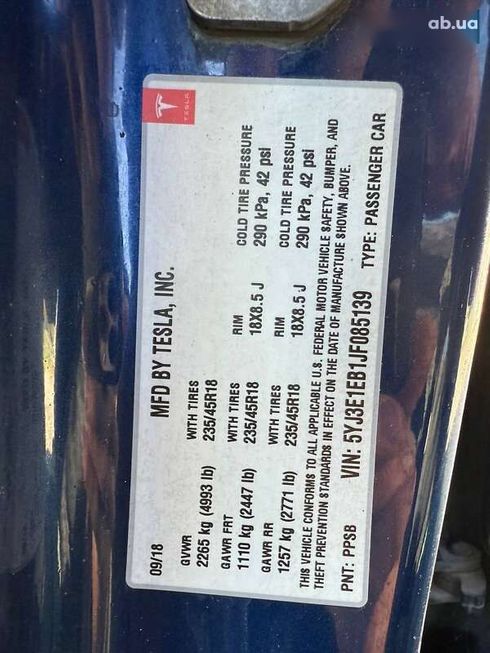 ab.ua
TESLA
09/18 MFD BY TESLA, INC.
GVWR WITH TIRES
2265 kg (4993 lb) 235/45R18
GAWR FRT WITH TIRES RIM COLD TIRE PRESSURE
1110 kg (2447 lb) 235/45R18 18X8.5 J 290 kPa, 42 psi
GAWR RR WITH TIRES RIM COLD TIRE PRESSURE
1257 kg (2771 lb) 235/45R18 18X8.5 J 290 kPa, 42 psi
THIS VEHICLE CONFORMS TO ALL APPLICABLE U.S. FEDERAL MOTOR VEHICLE SAFETY, BUMPER, AND
THEFT PREVENTION STANDARDS IN EFFECT ON THE DATE OF MANUFACTURE SHOWN ABOVE.
PNT: PPSB VIN: 5YJ3E1EB1JF085139 TYPE: PASSENGER CAR